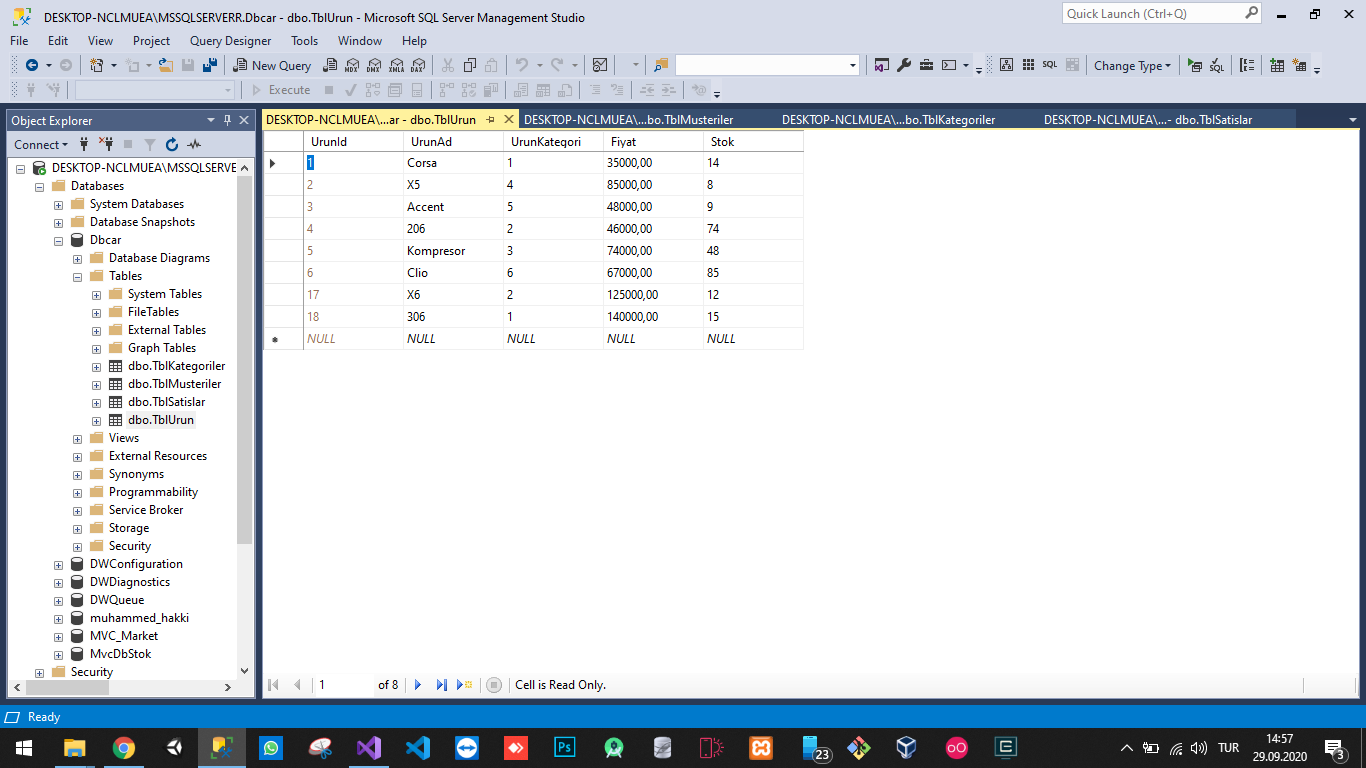 DESKTOP-NCLMUEA\MSSQLSERVERR.Dbcar - dbo.TblUrun - Microsoft SQL Server Management Studio
Quick Launch (Ctrl+Q)
File Edit View Project Query Designer Tools Window Help
New Query MDX DMX XMLA DAX SQL Change Type SQL
Execute
Object Explorer
DESKTOP-NCLMUEA\...ar - dbo.TblUrun DESKTOP-NCLMUEA\...bo.TblMusteriler DESKTOP-NCLMUEA\...bo.TblKategoriler DESKTOP-NCLMUEA\...- dbo.TblSatislar
Connect
DESKTOP-NCLMUEA\MSSQLSERVE
Databases
System Databases
Database Snapshots
Dbcar
Database Diagrams
Tables
System Tables
FileTables
External Tables
Graph Tables
dbo.TblKategoriler
dbo.TblMusteriler
dbo.TblSatislar
dbo.TblUrun
Views
External Resources
Synonyms
Programmability
Service Broker
Storage
Security
DWConfiguration
DWDiagnostics
DWQueue
muhammed_hakki
MVC_Market
MvcDbStok
Security
UrunId UrunAd UrunKategori Fiyat Stok
1 Corsa 1 35000,00 14
2 X5 4 85000,00 8
3 Accent 5 48000,00 9
4 206 2 46000,00 74
5 Kompresor 3 74000,00 48
6 Clio 6 67000,00 85
17 X6 2 125000,00 12
18 306 1 140000,00 15
NULL NULL NULL NULL NULL
1 of 8 Cell is Read Only.
Ready
Ps 23 TUR 14:57
29.09.2020 3